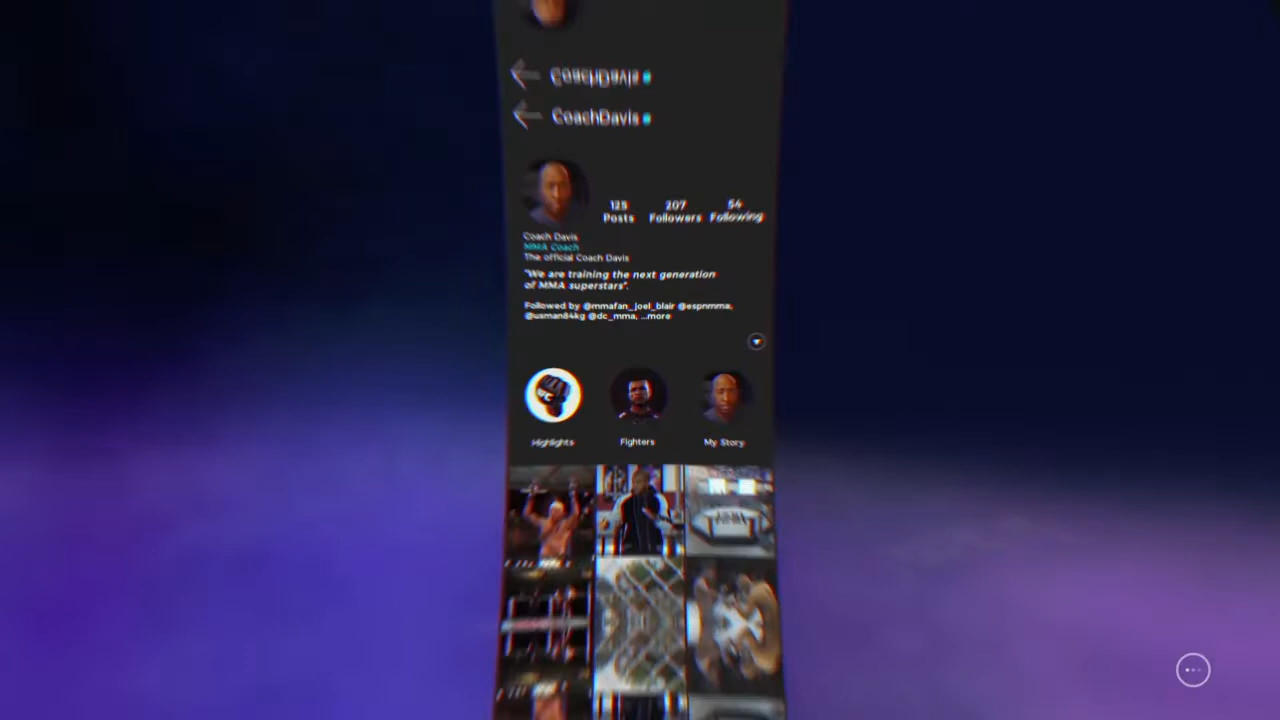 CoachDavis
CoachDavis
125
Posts
207
Followers
54
Following
Coach Davis
MMA Coach
The official Coach Davis
"We are training the next generation
of MMA superstars".
Followed by @mmafan_joel_blair @espnmma,
@usman84kg @dc_mma, ...more
Highlights
Fighters
My Story